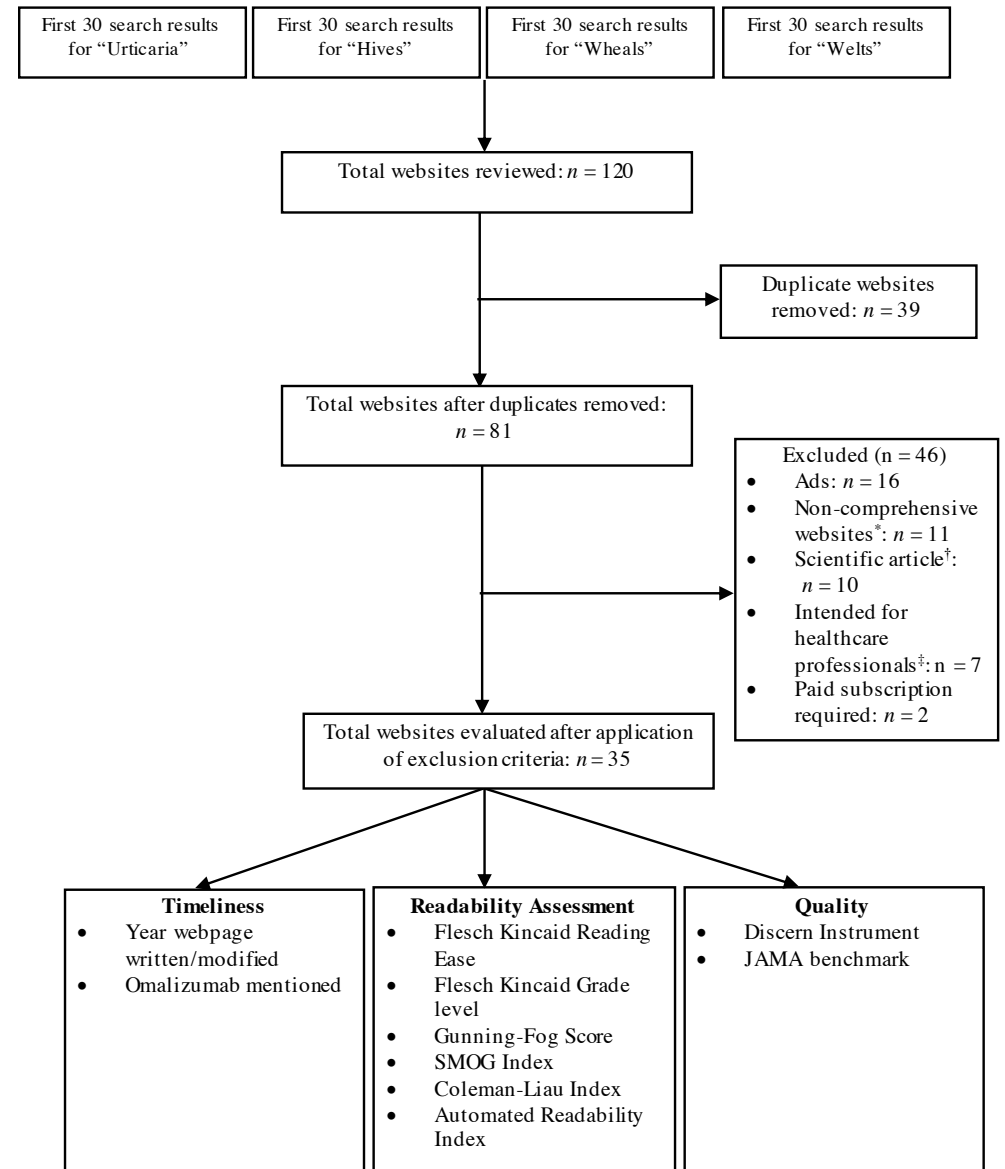 First 30 search results
for “Urticaria”
First 30 search results
for “Hives”
First 30 search results
for “Wheals”
First 30 search results
for “Welts”
Total websites reviewed: n = 120
Duplicate websites
removed: n = 39
Total websites after duplicates removed:
n = 81
Excluded (n = 46)
• Ads: n = 16
• Non-comprehensive
websites*: n = 11
• Scientific article†:
n = 10
• Intended for
healthcare
professionals‡: n = 7
• Paid subscription
required: n = 2
Total websites evaluated after application
of exclusion criteria: n = 35
Timeliness
• Year webpage
written/modified
• Omalizumab mentioned
Readability Assessment
• Flesch Kincaid Reading
Ease
• Flesch Kincaid Grade
level
• Gunning-Fog Score
• SMOG Index
• Coleman-Liau Index
• Automated Readability
Index
Quality
• Discern Instrument
• JAMA benchmark